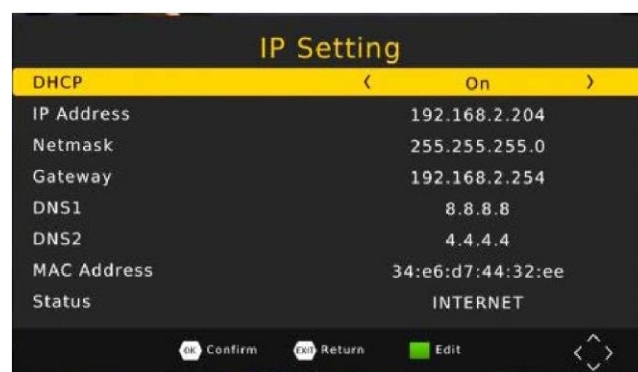 IP Setting
DHCP < On >
IP Address 192.168.2.204
Netmask 255.255.255.0
Gateway 192.168.2.254
DNS1 8.8.8.8
DNS2 4.4.4.4
MAC Address 34:e6:d7:44:32:ee
Status INTERNET
OK Confirm EXIT Return Edit